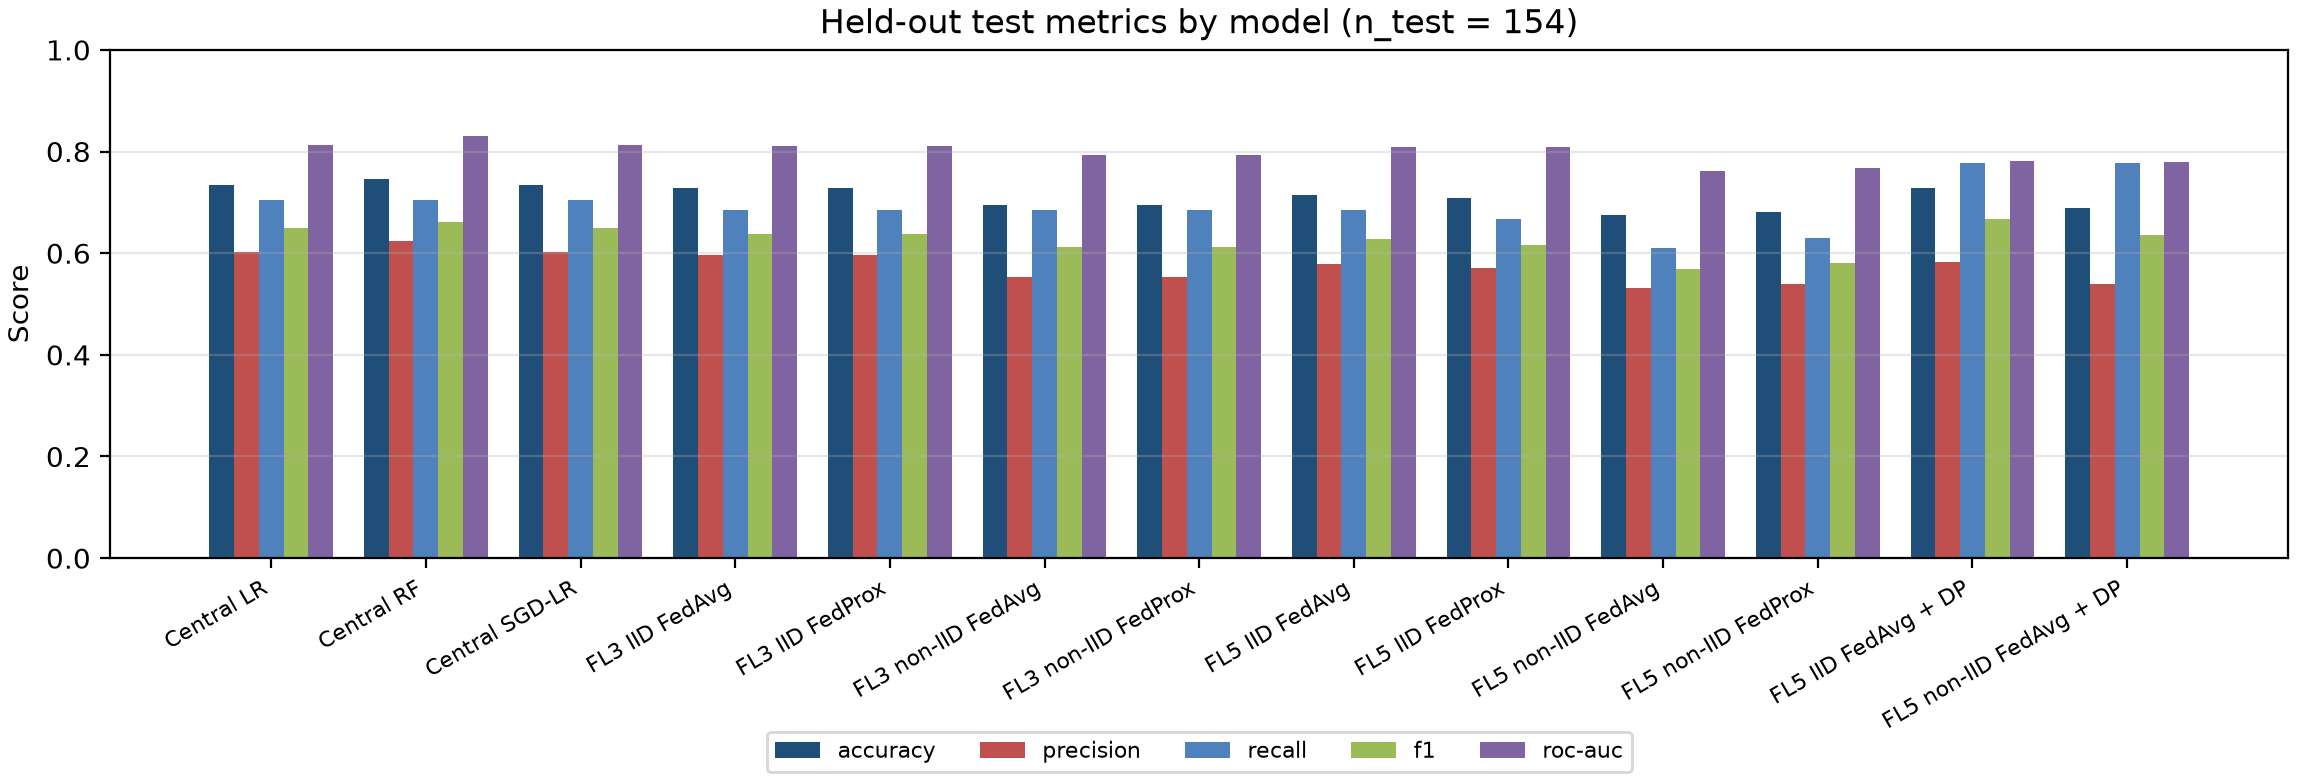 Held-out test metrics by model (n_test = 154)
Score
1.0
0.8
0.6
0.4
0.2
0.0
Central LR
Central RF
Central SGD-LR
FL3 IID FedAvg
FL3 IID FedProx
FL3 non-IID FedAvg
FL3 non-IID FedProx
FL5 IID FedAvg
FL5 IID FedProx
FL5 non-IID FedAvg
FL5 non-IID FedProx
FL5 IID FedAvg + DP
FL5 non-IID FedAvg + DP
accuracy precision recall f1 roc-auc